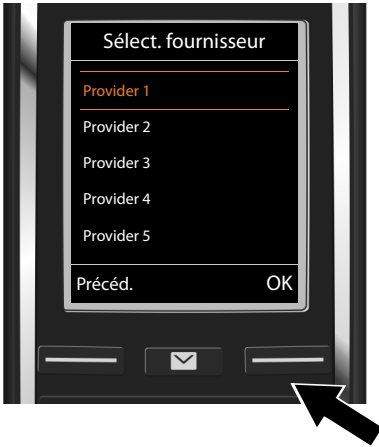 Sélect. fournisseur
Provider 1
Provider 2
Provider 3
Provider 4
Provider 5
Précéd. OK